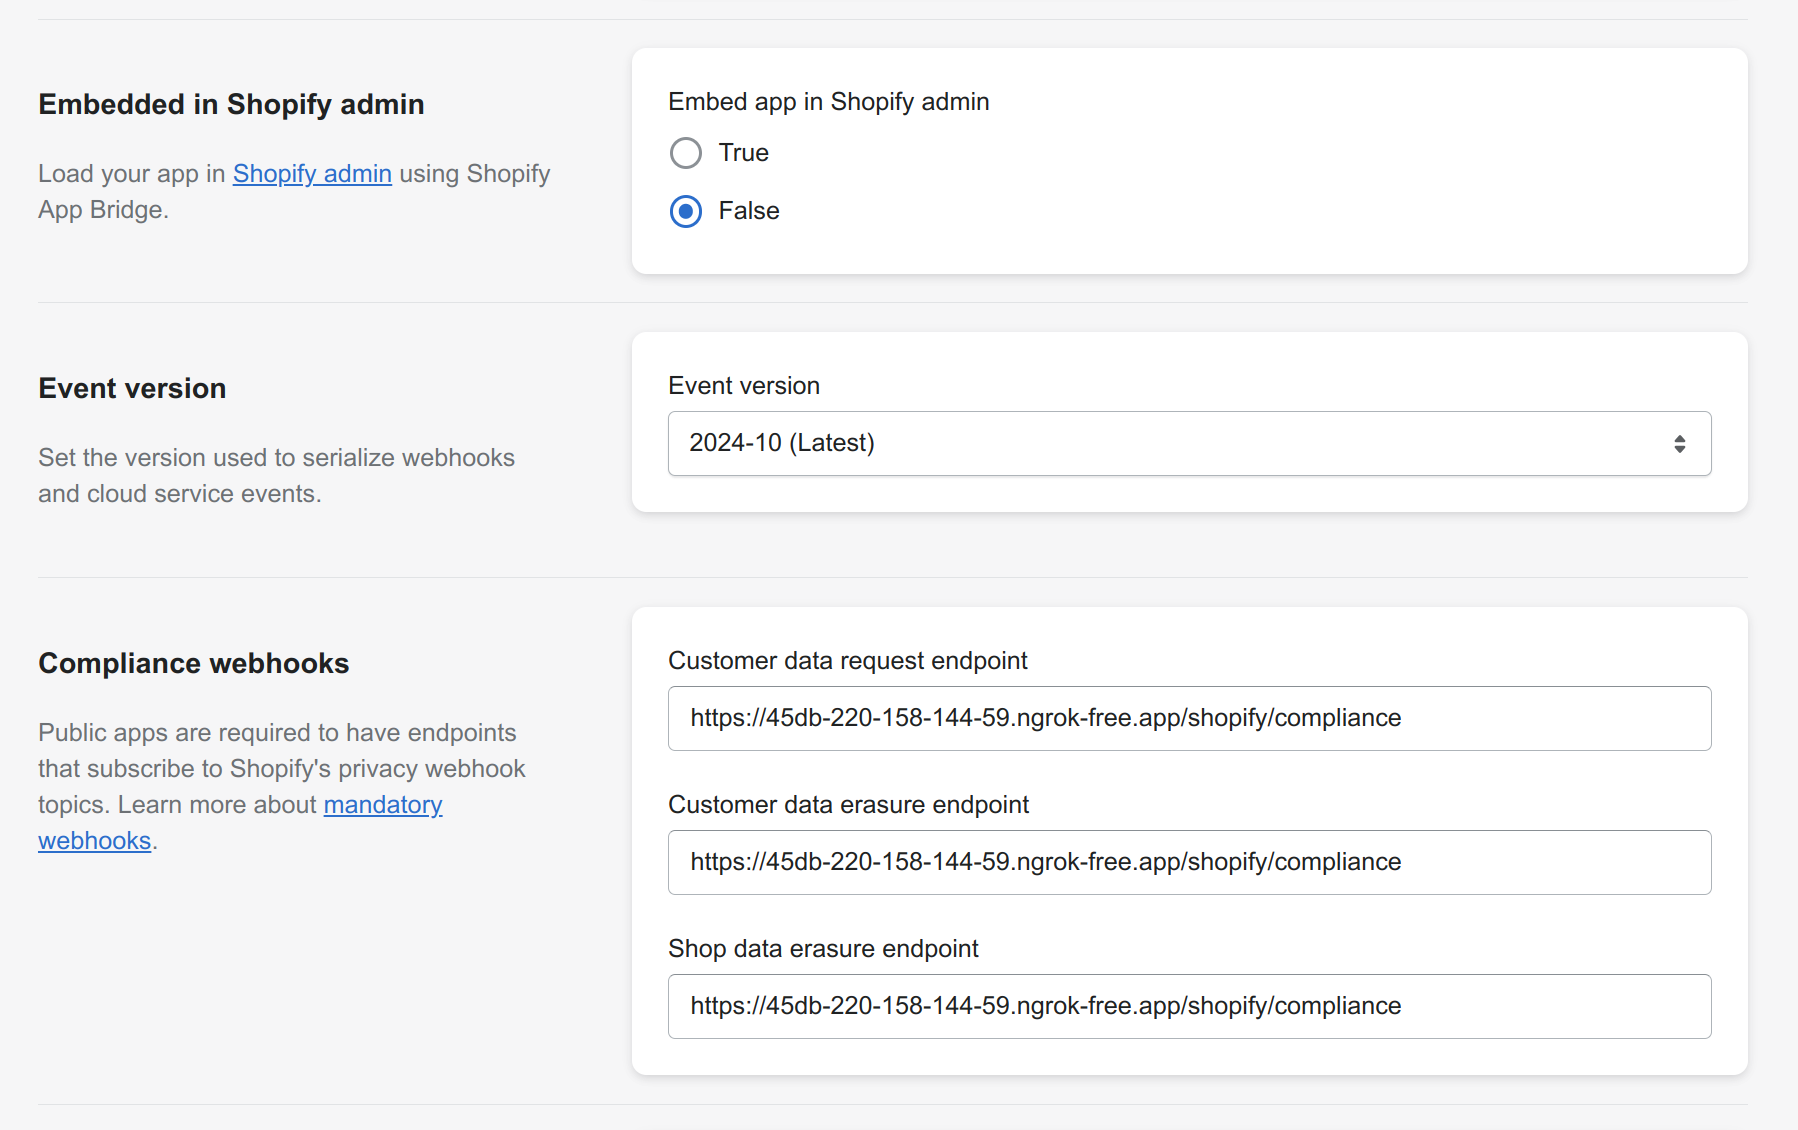 Embedded in Shopify admin
Load your app in Shopify admin using Shopify
App Bridge.
Embed app in Shopify admin
True
False
Event version
Set the version used to serialize webhooks
and cloud service events.
Event version
2024-10 (Latest)
Compliance webhooks
Public apps are required to have endpoints
that subscribe to Shopify's privacy webhook
topics. Learn more about mandatory
webhooks.
Customer data request endpoint
https://45db-220-158-144-59.ngrok-free.app/shopify/compliance
Customer data erasure endpoint
https://45db-220-158-144-59.ngrok-free.app/shopify/compliance
Shop data erasure endpoint
https://45db-220-158-144-59.ngrok-free.app/shopify/compliance